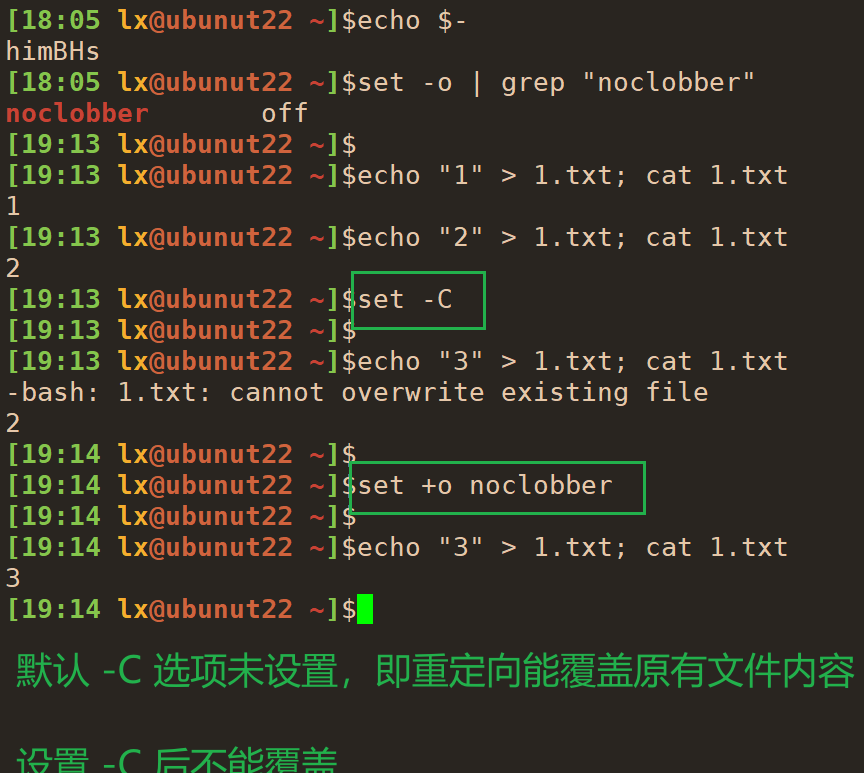 [18:05 lx@ubunut22 ~]$echo $-
himBHs
[18:05 lx@ubunut22 ~]$set -o | grep "noclobber"
noclobber       off
[19:13 lx@ubunut22 ~]$
[19:13 lx@ubunut22 ~]$echo "1" > 1.txt; cat 1.txt
1
[19:13 lx@ubunut22 ~]$echo "2" > 1.txt; cat 1.txt
2
[19:13 lx@ubunut22 ~]$set -C
[19:13 lx@ubunut22 ~]$
[19:13 lx@ubunut22 ~]$echo "3" > 1.txt; cat 1.txt
-bash: 1.txt: cannot overwrite existing file
2
[19:14 lx@ubunut22 ~]$
[19:14 lx@ubunut22 ~]$set +o noclobber
[19:14 lx@ubunut22 ~]$
[19:14 lx@ubunut22 ~]$echo "3" > 1.txt; cat 1.txt
3
[19:14 lx@ubunut22 ~]$
默认 -C 选项未设置，即重定向能覆盖原有文件内容
设置 -C 后不能覆盖